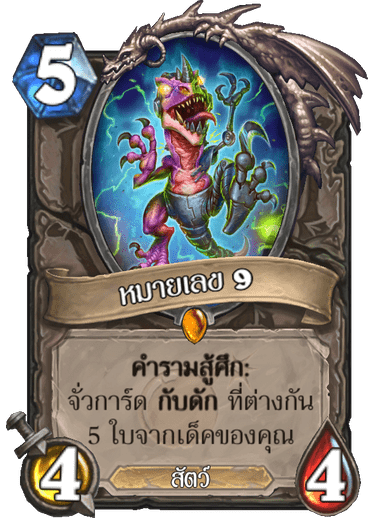 5
หมายเลข 9
คำรามสู้ศึก:
จั่วการ์ด กับดัก ที่ต่างกัน
5 ใบจากเด็คของคุณ
4
สัตว์
4